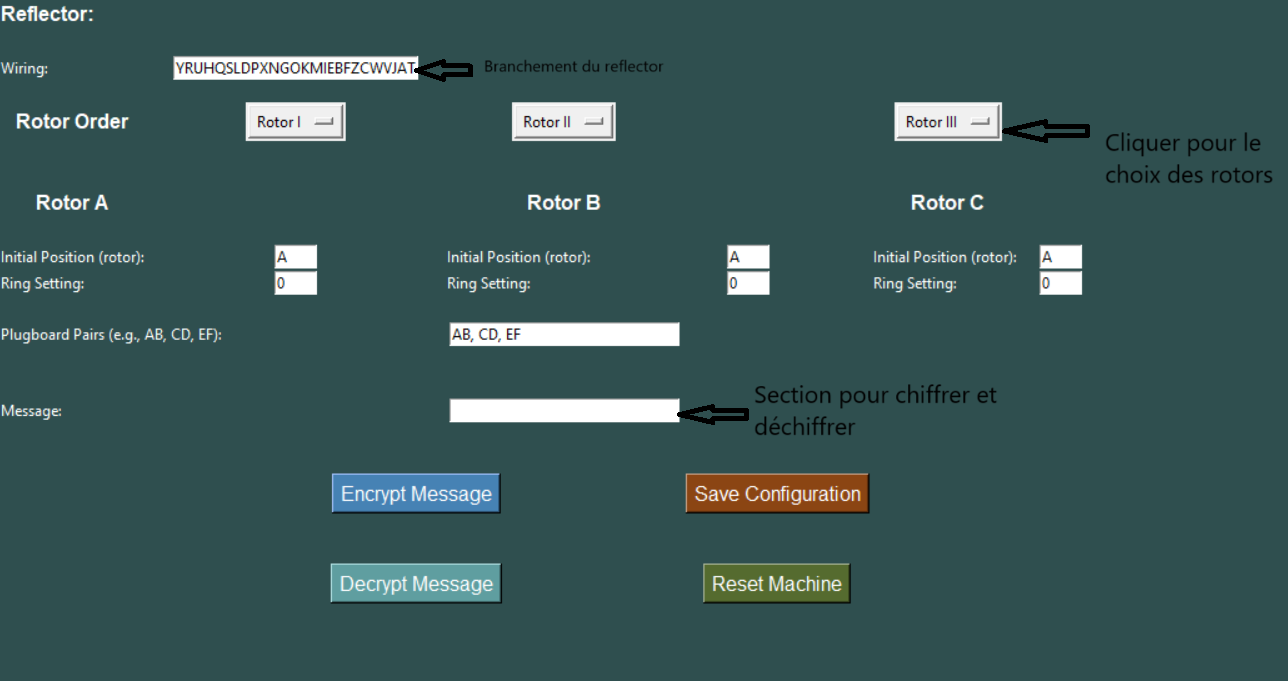 Reflector:
Wiring: YRUHQSLDPXNGOKMIEBFZCWVJAT Branchement du reflector
Rotor Order Rotor I Rotor II Rotor III
Cliquer pour le
choix des rotors
Rotor A Rotor B Rotor C
Initial Position (rotor): A Initial Position (rotor): A Initial Position (rotor): A
Ring Setting: 0 Ring Setting: 0 Ring Setting: 0
Plugboard Pairs (e.g., AB, CD, EF): AB, CD, EF
Message:
Section pour chiffrer et
déchiffrer
Encrypt Message Save Configuration
Decrypt Message Reset Machine